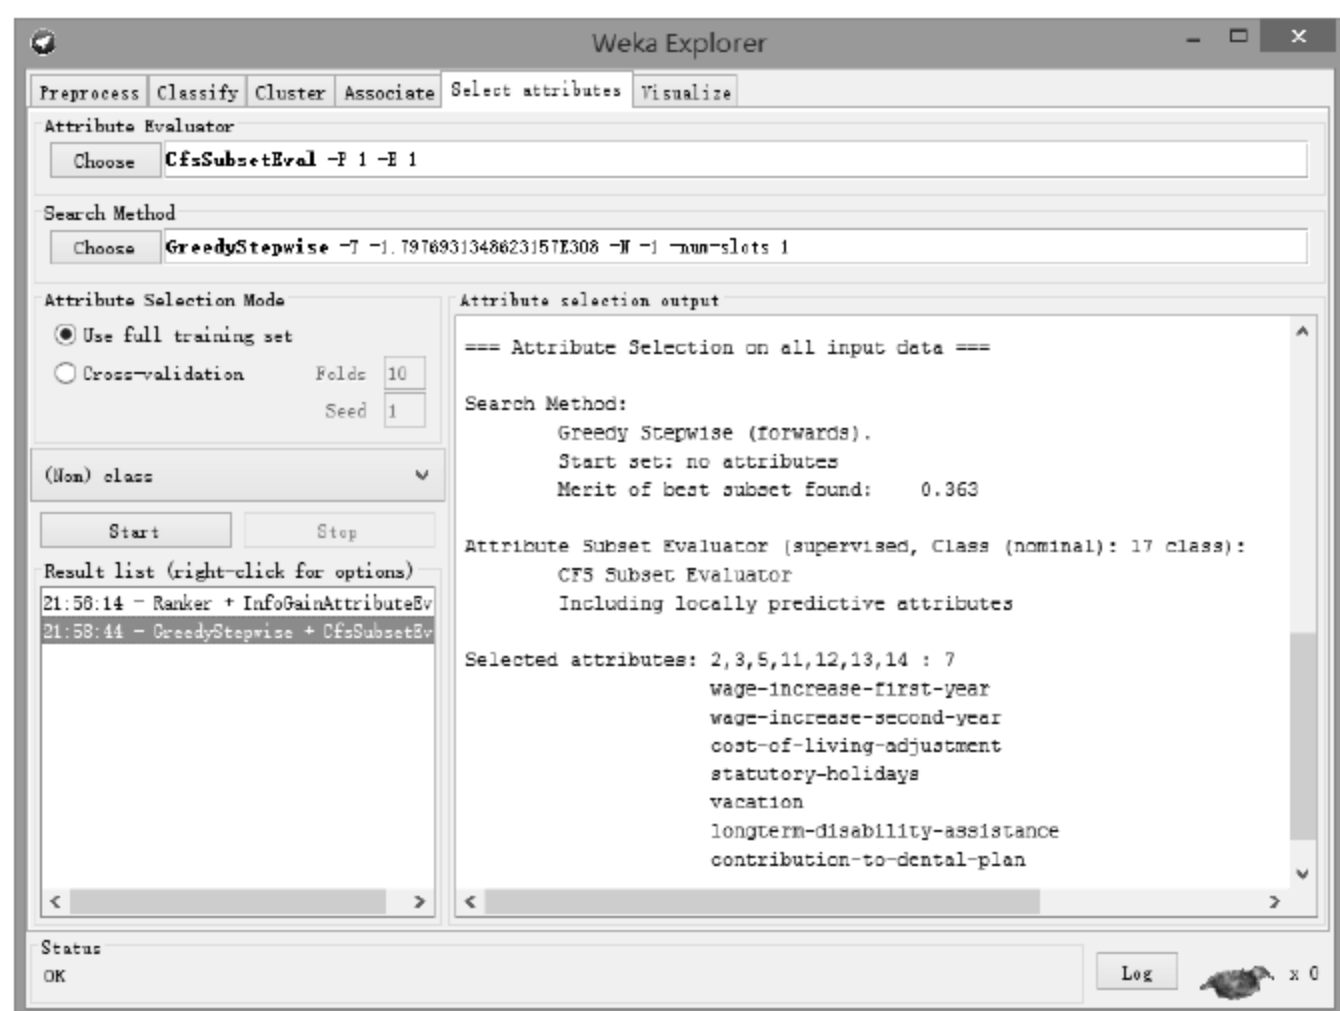 Weka Explorer
Preprocess Classify Cluster Associate Select attributes Visualize
Attribute Evaluator
Choose CfsSubsetEval -P 1 -E 1
Search Method
Choose GreedyStepwise -T -1.7976931348623157E308 -N -1 -num-slots 1
Attribute Selection Mode
Use full training set
Cross-validation Folds 10
Seed 1
(Nom) class
Start Stop
Result list (right-click for options)
21:56:14 - Ranker + InfoGainAttributeEv
21:58:44 - GreedyStepwise + CfsSubsetEv
Attribute selection output
=== Attribute Selection on all input data ===
Search Method:
Greedy Stepwise (forwards).
Start set: no attributes
Merit of best subset found: 0.363
Attribute Subset Evaluator (supervised, Class (nominal): 17 class):
CFS Subset Evaluator
Including locally predictive attributes
Selected attributes: 2,3,5,11,12,13,14 : 7
wage-increase-first-year
wage-increase-second-year
cost-of-living-adjustment
statutory-holidays
vacation
longterm-disability-assistance
contribution-to-dental-plan
Status
OK
Log x 0